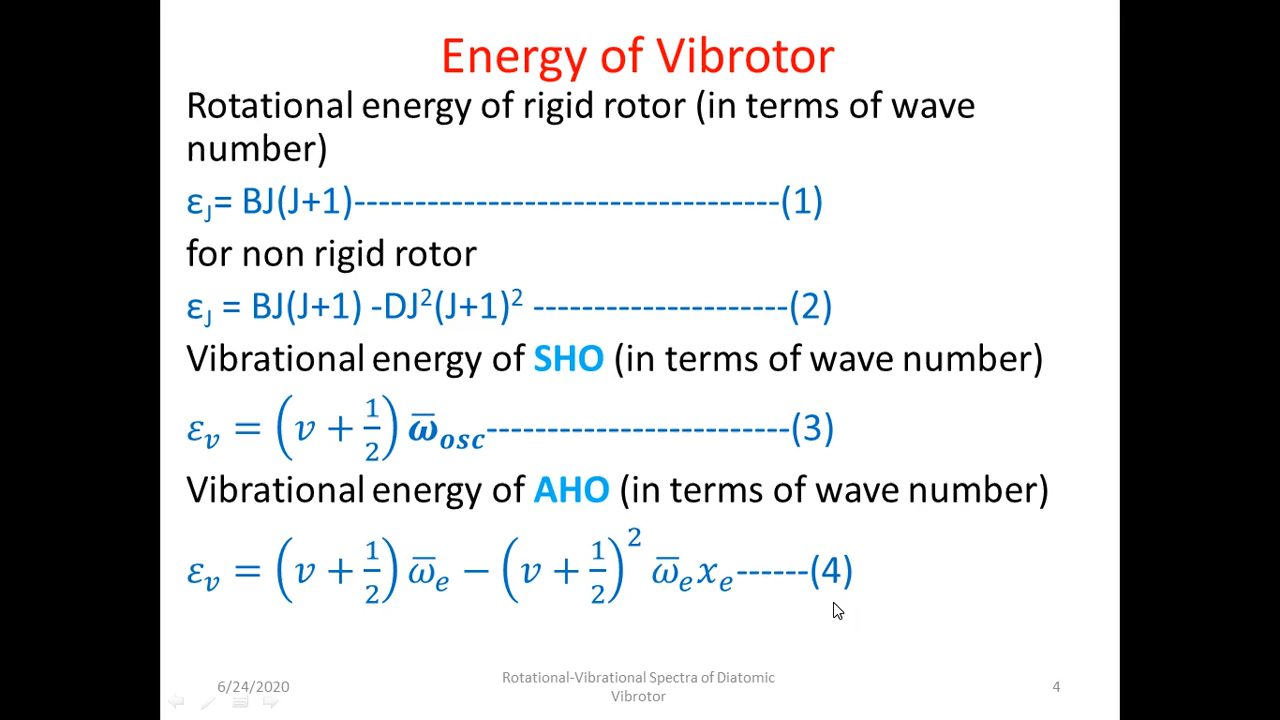 Energy of Vibrotor
Rotational energy of rigid rotor (in terms of wave
number)
εJ= BJ(J+1)-----------------------------------(1)
for non rigid rotor
εJ = BJ(J+1) -DJ²(J+1)² ---------------------(2)
Vibrational energy of SHO (in terms of wave number)
εᵥ = (v + 1/2) ω̅osc-------------------------(3)
Vibrational energy of AHO (in terms of wave number)
εᵥ = (v + 1/2) ω̅ₑ − (v + 1/2)² ω̅ₑxₑ------(4)
6/24/2020
Rotational-Vibrational Spectra of Diatomic
Vibrotor
4